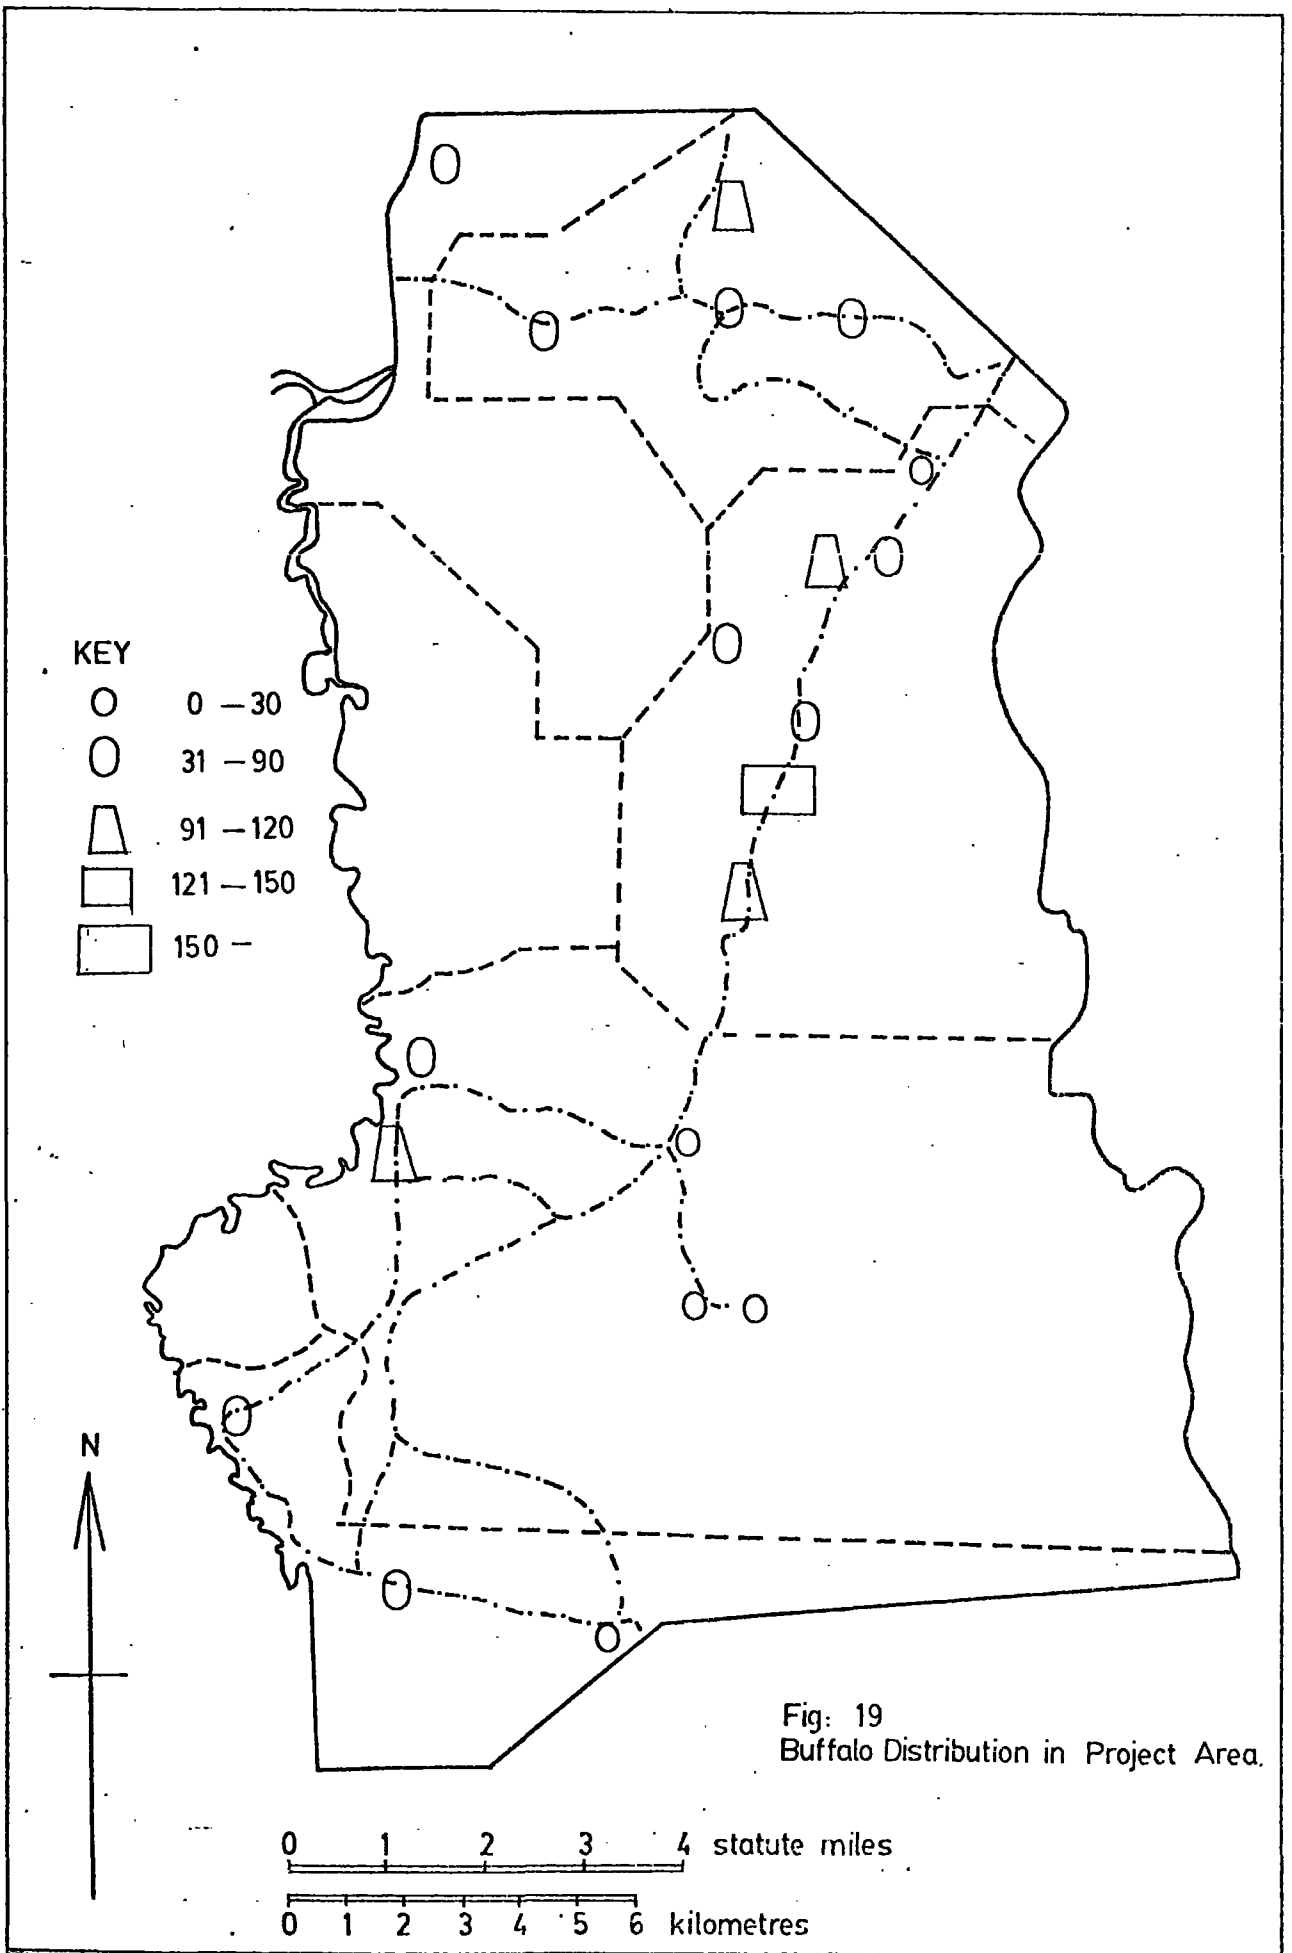 KEY
0 – 30
31 – 90
91 – 120
121 – 150
150 –
N
Fig: 19
Buffalo Distribution in Project Area.
0 1 2 3 4 statute miles
0 1 2 3 4 5 6 kilometres